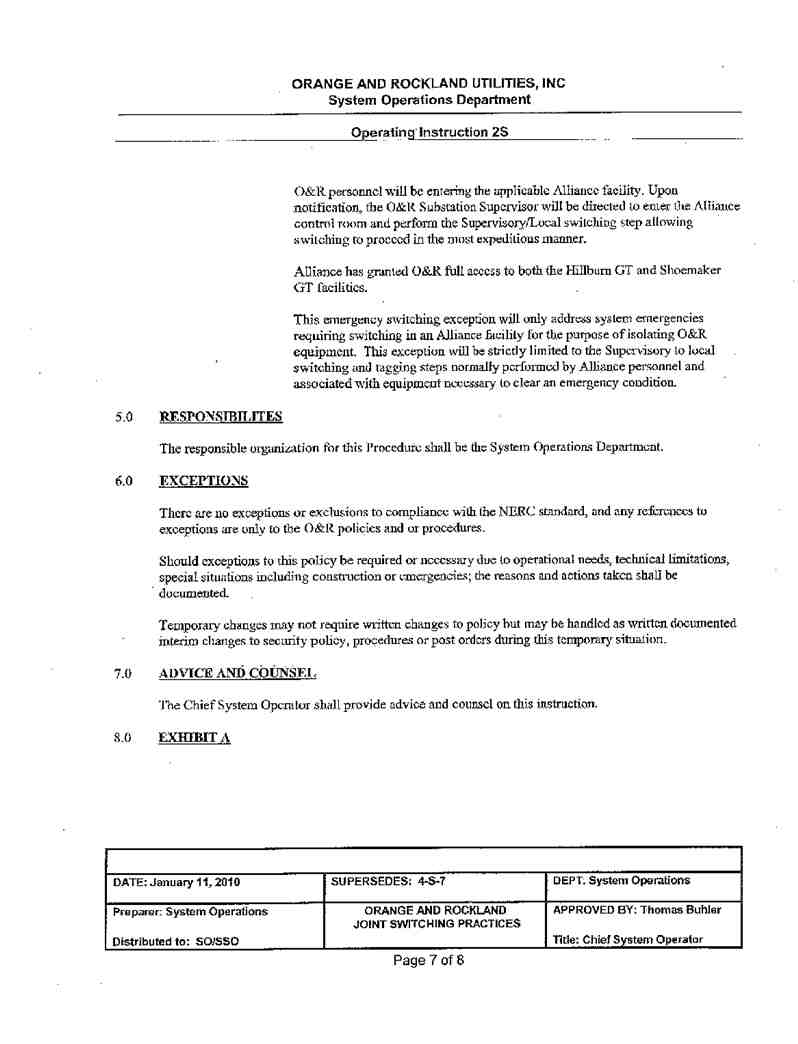 ORANGE AND ROCKLAND UTILITIES, INC
System Operations Department
Operating Instruction 2S
O&R personnel will be entering the applicable Alliance facility. Upon
notification, the O&R Substation Supervisor will be directed to enter the Alliance
control room and perform the Supervisory/Local switching step allowing
switching to proceed in the most expeditious manner.
Alliance has granted O&R full access to both the Hillburn GT and Shoemaker
GT facilities.
This emergency switching exception will only address system emergencies
requiring switching in an Alliance facility for the purpose of isolating O&R
equipment. This exception will be strictly limited to the Supervisory to local
switching and tagging steps normally performed by Alliance personnel and
associated with equipment necessary to clear an emergency condition.
5.0 RESPONSIBILITES
The responsible organization for this Procedure shall be the System Operations Department.
6.0 EXCEPTIONS
There are no exceptions or exclusions to compliance with the NERC standard, and any references to
exceptions are only to the O&R policies and or procedures.
Should exceptions to this policy be required or necessary due to operational needs, technical limitations,
special situations including construction or emergencies; the reasons and actions taken shall be
documented.
Temporary changes may not require written changes to policy but may be handled as written documented
interim changes to security policy, procedures or post orders during this temporary situation.
7.0 ADVICE AND COUNSEL
The Chief System Operator shall provide advice and counsel on this instruction.
8.0 EXHIBIT A
DATE: January 11, 2010 SUPERSEDES: 4-S-7 DEPT. System Operations
Preparer: System Operations ORANGE AND ROCKLAND APPROVED BY: Thomas Buhler
JOINT SWITCHING PRACTICES
Distributed to: SO/SSO Title: Chief System Operator
Page 7 of 8